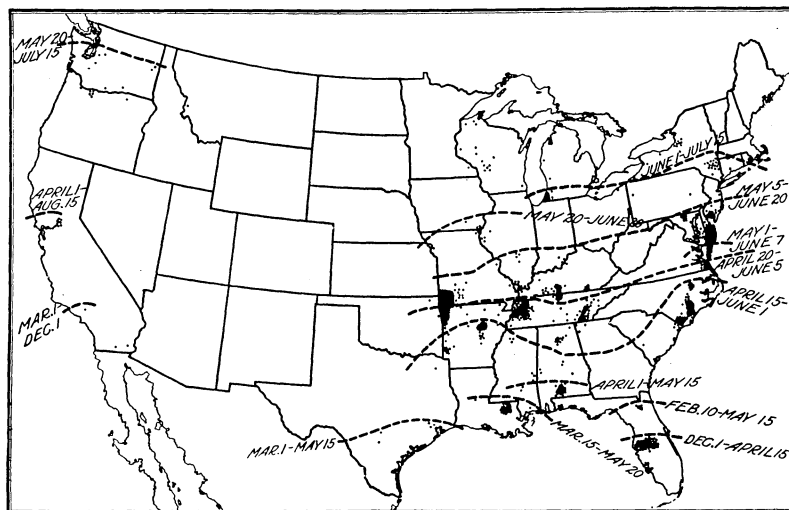 MAY 20-
JULY 15
JUNE 1-JULY 15
APRIL 1-
AUG. 15
MAY 5-
JUNE 20
MAY 20-JUNE 30
MAY 1-
JUNE 7
APRIL 20-
JUNE 5
APRIL 15-
JUNE 1
MAR. 1-
DEC. 1
APRIL 1-MAY 15
FEB. 10-MAY 15
MAR. 1-MAY 15
MAR. 15-
MAY 20
DEC. 1-APRIL 15